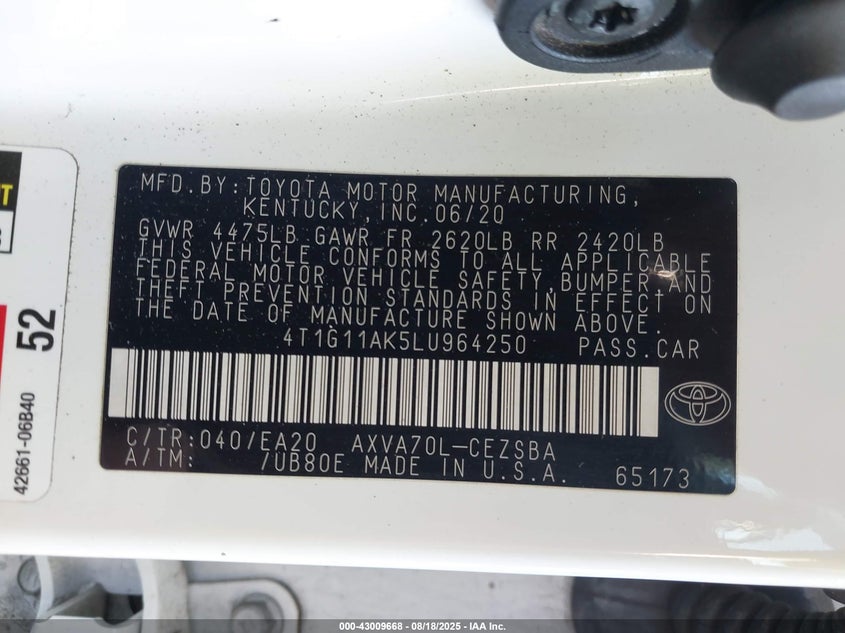 MFD.BY:TOYOTA MOTOR MANUFACTURING,
KENTUCKY,INC.06/20
GVWR 4475LB GAWR FR 2620LB RR 2420LB
THIS VEHICLE CONFORMS TO ALL APPLICABLE
FEDERAL MOTOR VEHICLE SAFETY,BUMPER,AND
THEFT PREVENTION STANDARDS IN EFFECT ON
THE DATE OF MANUFACTURE SHOWN ABOVE.
4T1G11AK5LU964250 PASS.CAR
C/TR:040/EA20 AXVA70L-CEZSBA
A/TM: /UB80E MADE IN U.S.A. 65173
52
42661-06B40
000-43009668 - 08/18/2025 - IAA Inc.